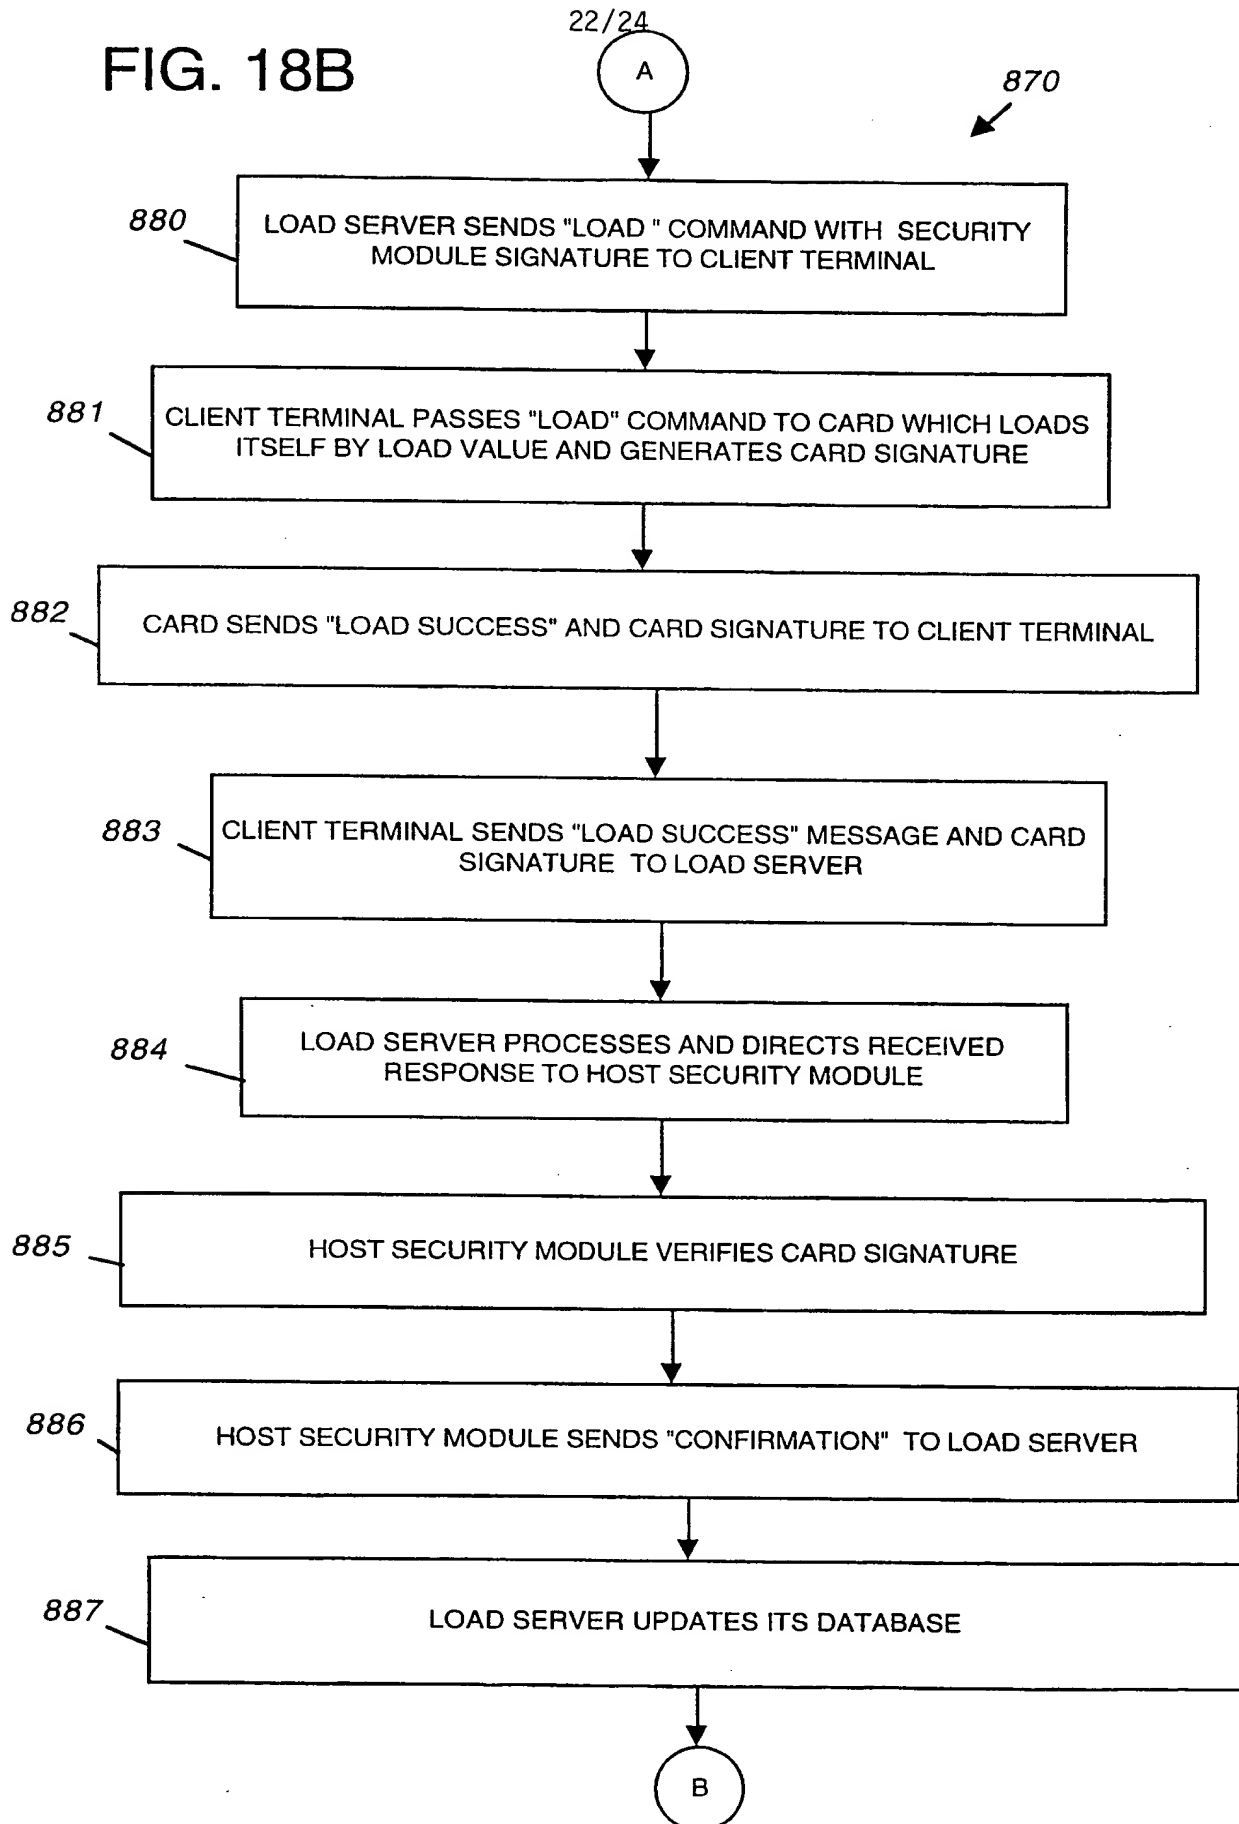 22/24
FIG. 18B
A
870
880
LOAD SERVER SENDS "LOAD " COMMAND WITH SECURITY
MODULE SIGNATURE TO CLIENT TERMINAL
881
CLIENT TERMINAL PASSES "LOAD" COMMAND TO CARD WHICH LOADS
ITSELF BY LOAD VALUE AND GENERATES CARD SIGNATURE
882
CARD SENDS "LOAD SUCCESS" AND CARD SIGNATURE TO CLIENT TERMINAL
883
CLIENT TERMINAL SENDS "LOAD SUCCESS" MESSAGE AND CARD
SIGNATURE TO LOAD SERVER
884
LOAD SERVER PROCESSES AND DIRECTS RECEIVED
RESPONSE TO HOST SECURITY MODULE
885
HOST SECURITY MODULE VERIFIES CARD SIGNATURE
886
HOST SECURITY MODULE SENDS "CONFIRMATION" TO LOAD SERVER
887
LOAD SERVER UPDATES ITS DATABASE
B